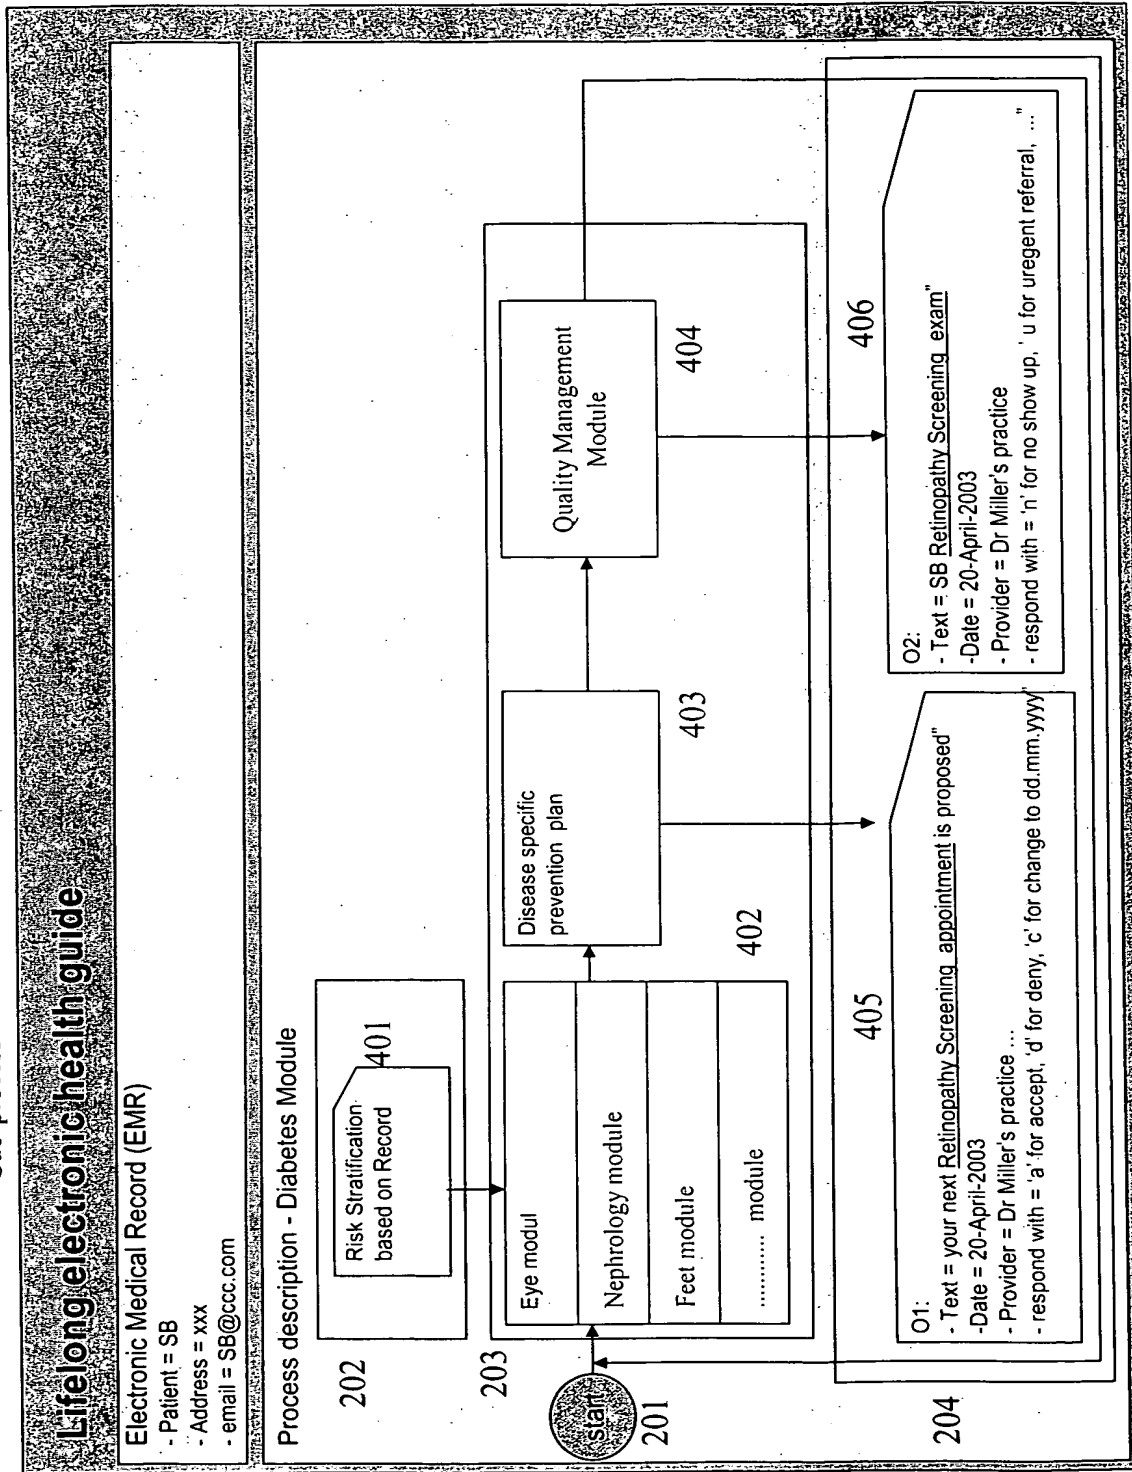 Lifelong electronic health guide
Electronic Medical Record (EMR)
- Patient = SB
- Address = xxx
- email = SB@ccc.com
Process description - Diabetes Module
202
Risk Stratification
based on Record
401
203
start
201
Eye modul
Nephrology module
Feet module
........... module
402
Disease specific
prevention plan
403
Quality Management
Module
404
204
405
O1:
- Text = your next Retinopathy Screening appointment is proposed"
-Date = 20-April-2003
- Provider = Dr Miller's practice ...
- respond with = 'a' for accept, 'd' for deny, 'c' for change to dd.mm.yyyy"
406
O2:
- Text = SB Retinopathy Screening exam"
-Date = 20-April-2003
- Provider = Dr Miller's practice
- respond with = 'n' for no show up, ' u for uregent referral, ..."